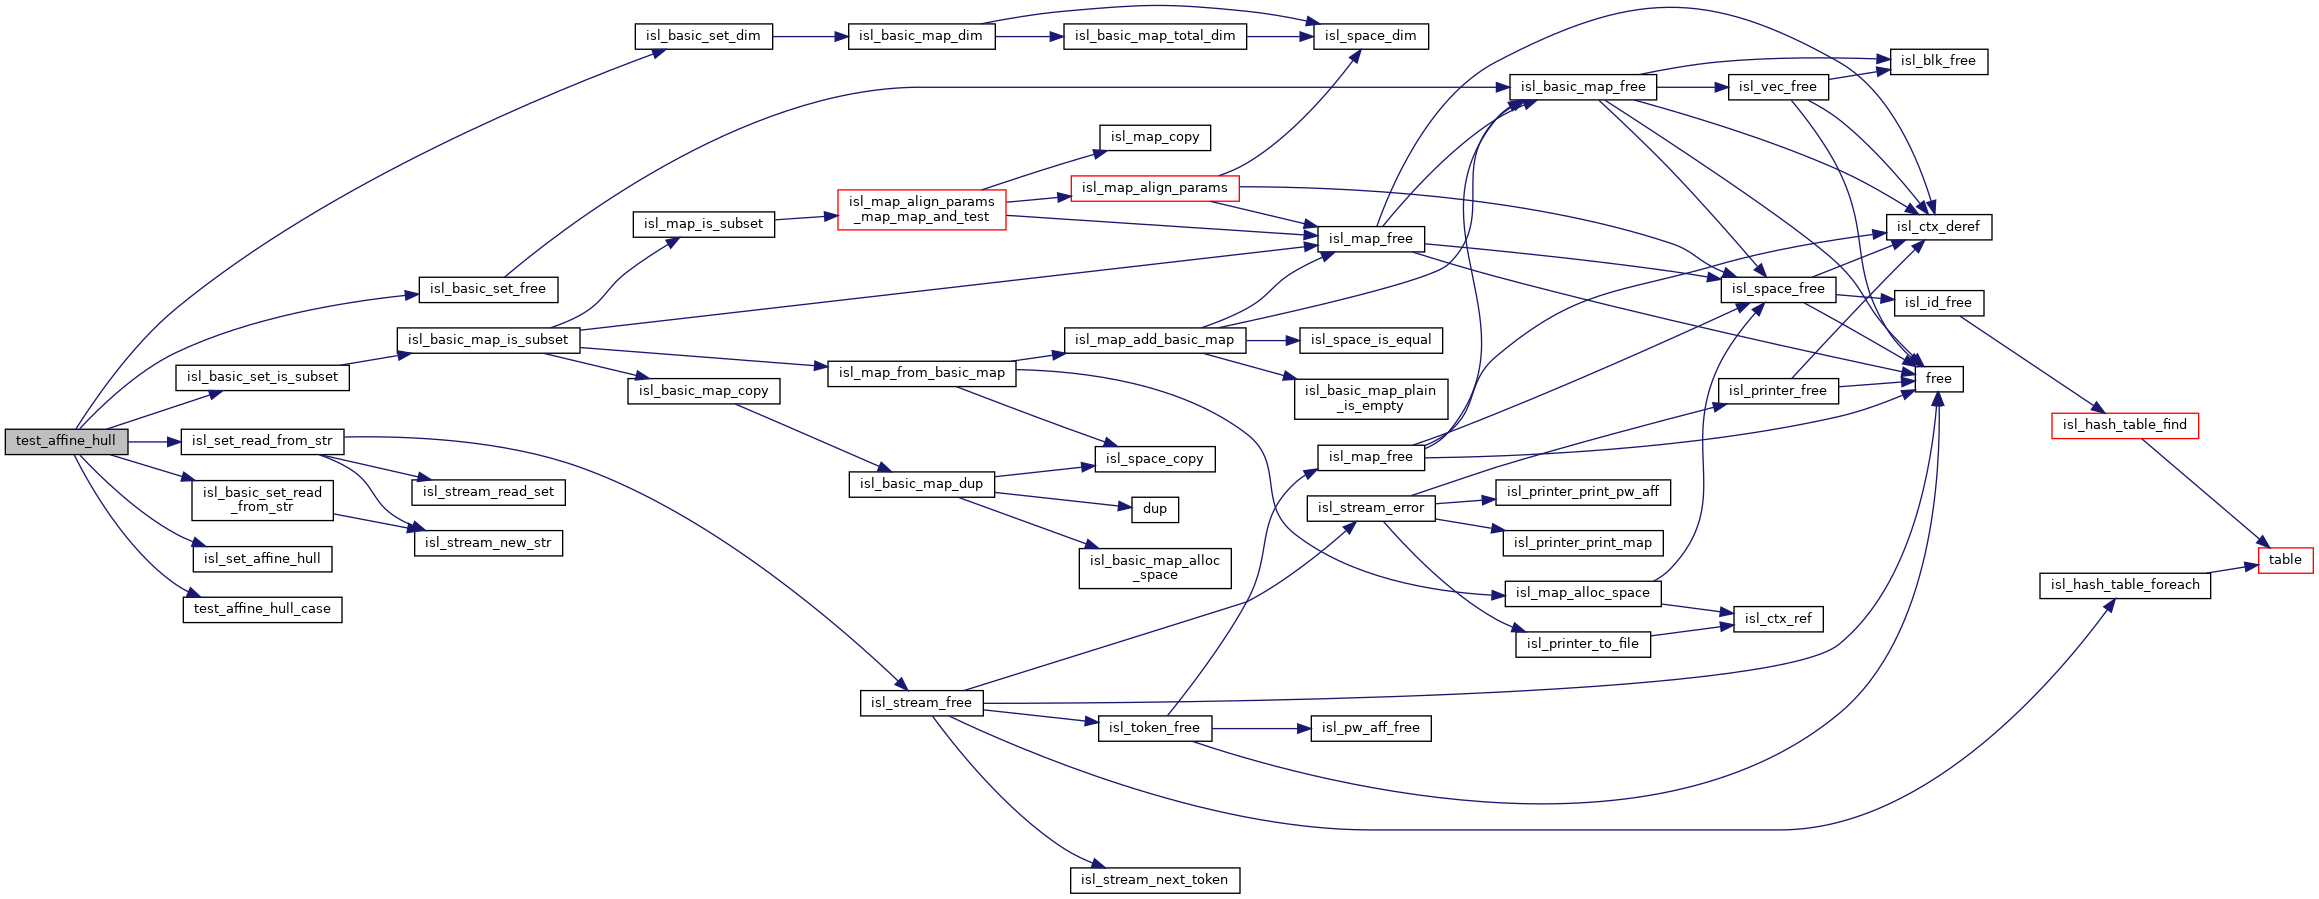 test_affine_hull
isl_basic_set_dim
isl_basic_map_dim
isl_basic_map_total_dim
isl_space_dim
isl_basic_set_free
isl_basic_map_free
isl_vec_free
isl_blk_free
isl_ctx_deref
isl_map_copy
isl_map_is_subset
isl_map_align_params
_map_map_and_test
isl_map_align_params
isl_map_free
isl_space_free
isl_id_free
isl_basic_set_is_subset
isl_basic_map_is_subset
isl_basic_map_copy
isl_map_from_basic_map
isl_map_add_basic_map
isl_space_is_equal
isl_basic_map_plain
_is_empty
isl_printer_free
free
isl_hash_table_find
isl_set_read_from_str
isl_stream_read_set
isl_basic_set_read
_from_str
isl_stream_new_str
isl_set_affine_hull
test_affine_hull_case
isl_basic_map_dup
isl_space_copy
dup
isl_basic_map_alloc
_space
isl_map_free
isl_stream_error
isl_printer_print_pw_aff
isl_printer_print_map
isl_map_alloc_space
isl_printer_to_file
isl_ctx_ref
isl_hash_table_foreach
table
isl_stream_free
isl_token_free
isl_pw_aff_free
isl_stream_next_token